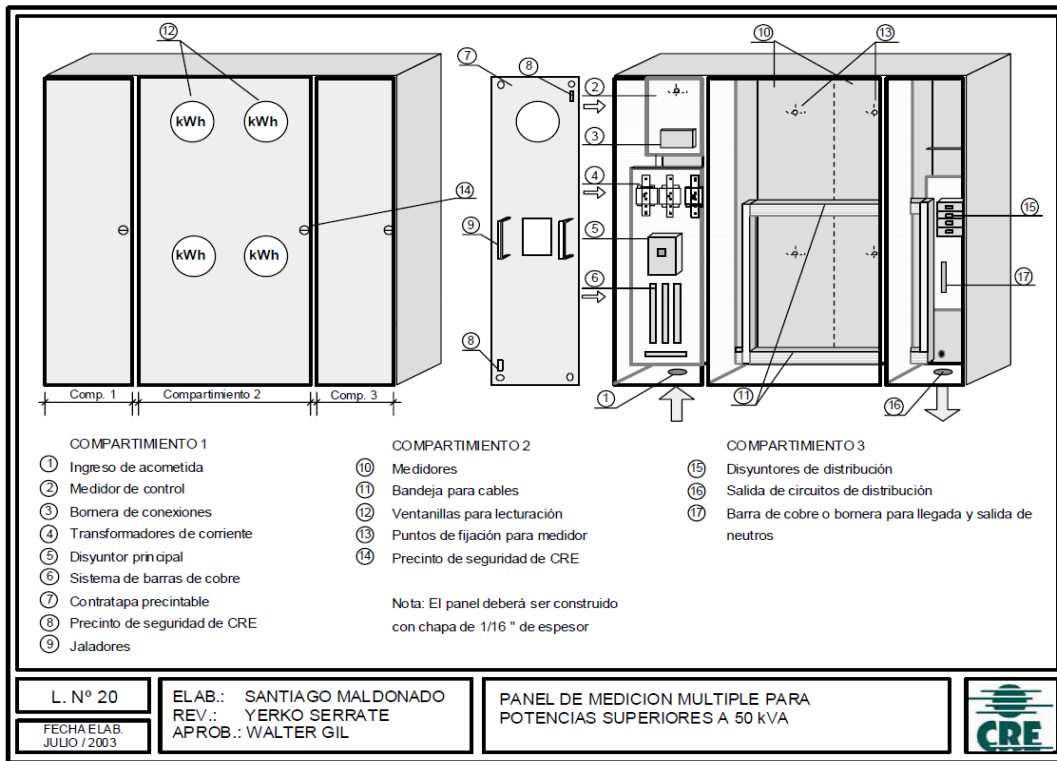 12
7
8
10
13
kWh
kWh
2
3
4
14
9
5
15
kWh
kWh
6
17
8
Comp. 1
Compartimiento 2
Comp. 3
1
11
16
COMPARTIMIENTO 1
1 Ingreso de acometida
2 Medidor de control
3 Bornera de conexiones
4 Transformadores de corriente
5 Disyuntor principal
6 Sistema de barras de cobre
7 Contratapa precintable
8 Precinto de seguridad de CRE
9 Jaladores
COMPARTIMIENTO 2
10 Medidores
11 Bandeja para cables
12 Ventanillas para lecturación
13 Puntos de fijación para medidor
14 Precinto de seguridad de CRE
Nota: El panel deberá ser construido
con chapa de 1/16 " de espesor
COMPARTIMIENTO 3
15 Disyuntores de distribución
16 Salida de circuitos de distribución
17 Barra de cobre o bornera para llegada y salida de
neutros
L. Nº 20
FECHA ELAB.
JULIO / 2003
ELAB.: SANTIAGO MALDONADO
REV.: YERKO SERRATE
APROB.: WALTER GIL
PANEL DE MEDICION MULTIPLE PARA
POTENCIAS SUPERIORES A 50 kVA
CRE